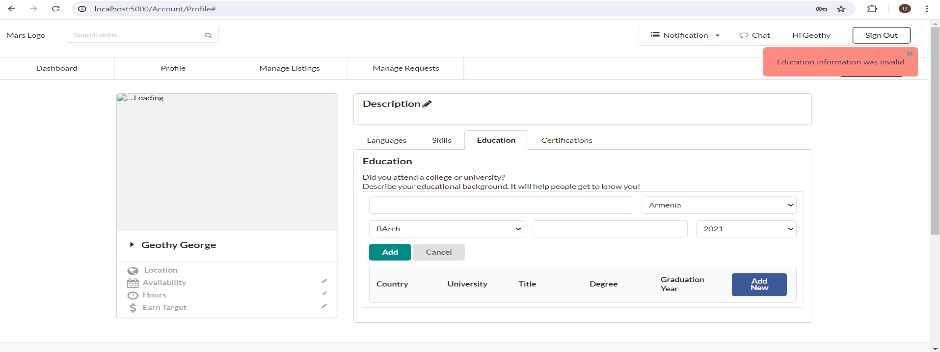 localhost:5000/Account/Profile#
Mars Logo
Search skills
Notification
Chat
Hi Geothy
Sign Out
Education information was invalid
Dashboard
Profile
Manage Listings
Manage Requests
...Loading
Geothy George
Location
Availability
Hours
Earn Target
Description
Languages
Skills
Education
Certifications
Education
Did you attend a college or university?
Describe your educational background. It will help people get to know you!
Armenia
BArch
2021
Add
Cancel
Country
University
Title
Degree
Graduation
Year
Add
New